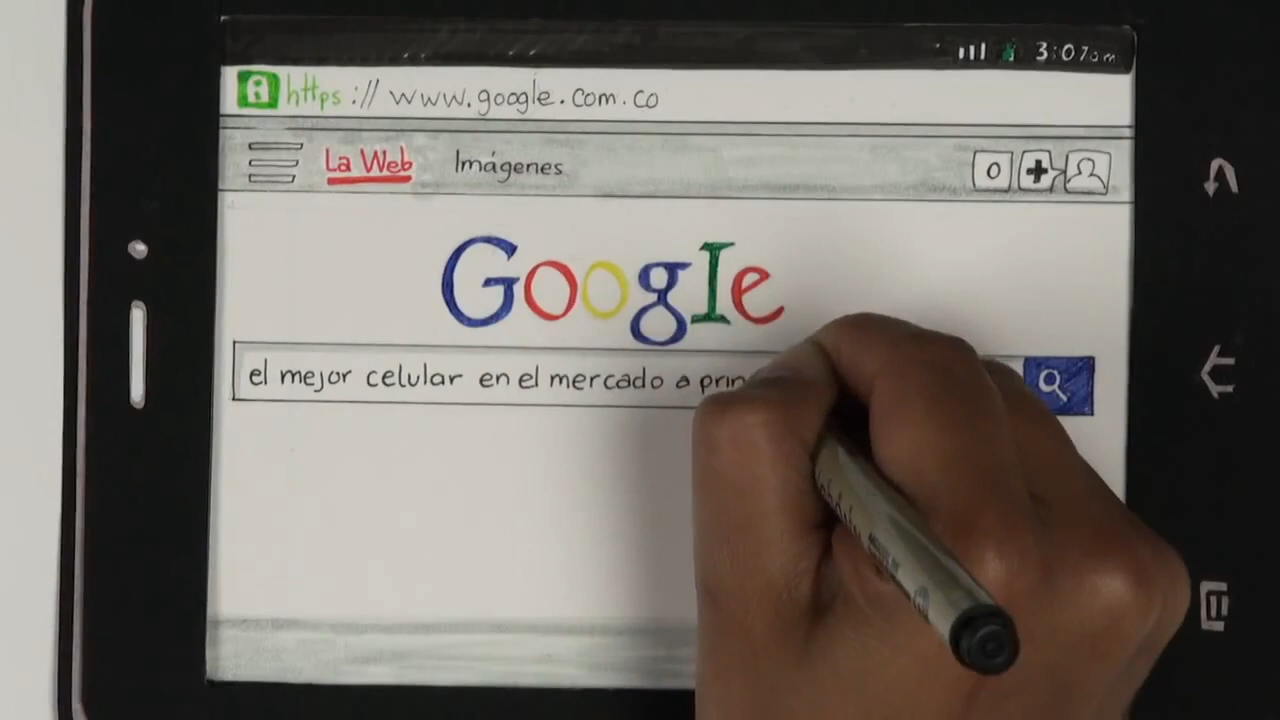 3:07am
https://www.google.com.co
La Web Imágenes
0
Google
el mejor celular en el mercado a prin